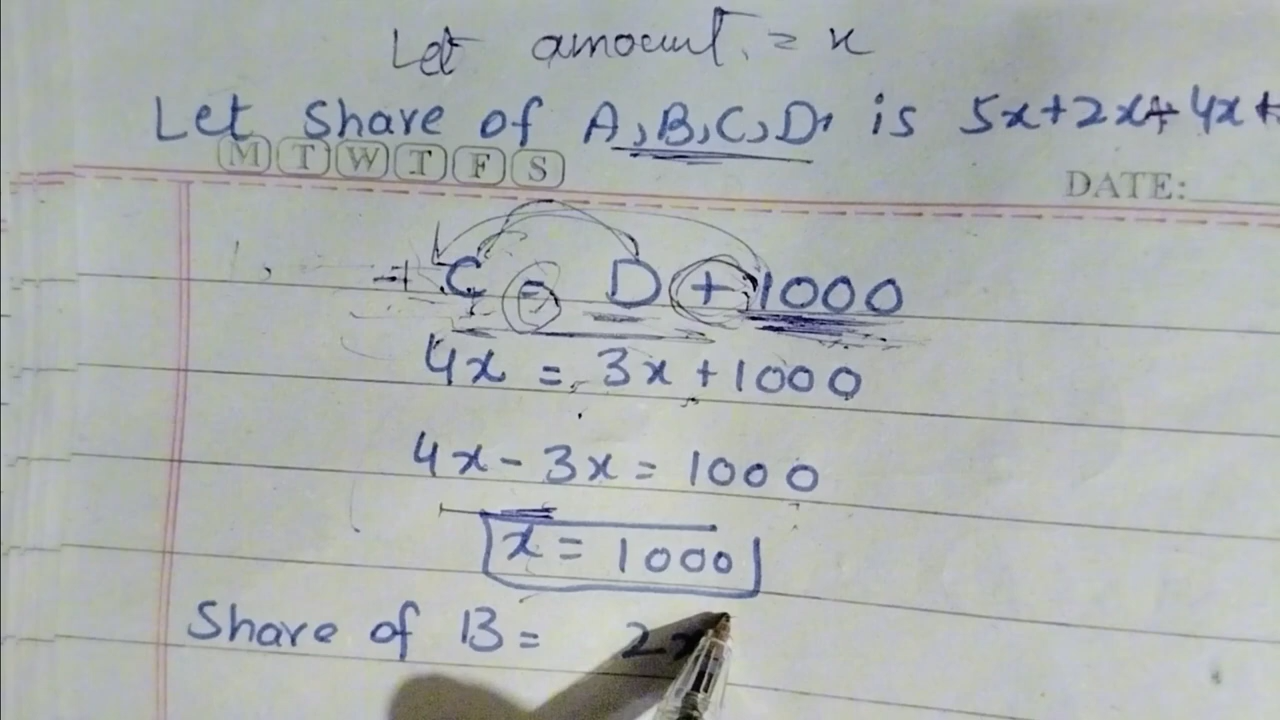 Let amount. = x
Let share of A,B,C,D, is 5x+2x+4x+
M T W T F S
DATE:
C = D + 1000
4x = 3x + 1000
4x - 3x = 1000
x = 1000
Share of B = 2x